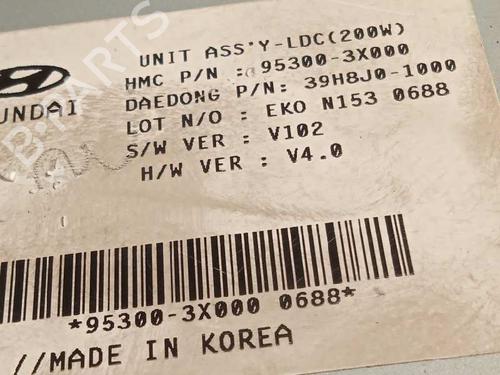 UNIT ASS'Y-LDC(200W)
HMC P/N : 95300-3X000
DAEDONG P/N: 39H8J0-1000
LOT N/O : EKO N153 0688
S/W VER : V102
H/W VER : V4.0
UNDAI
*95300-3X000 0688*
//MADE IN KOREA